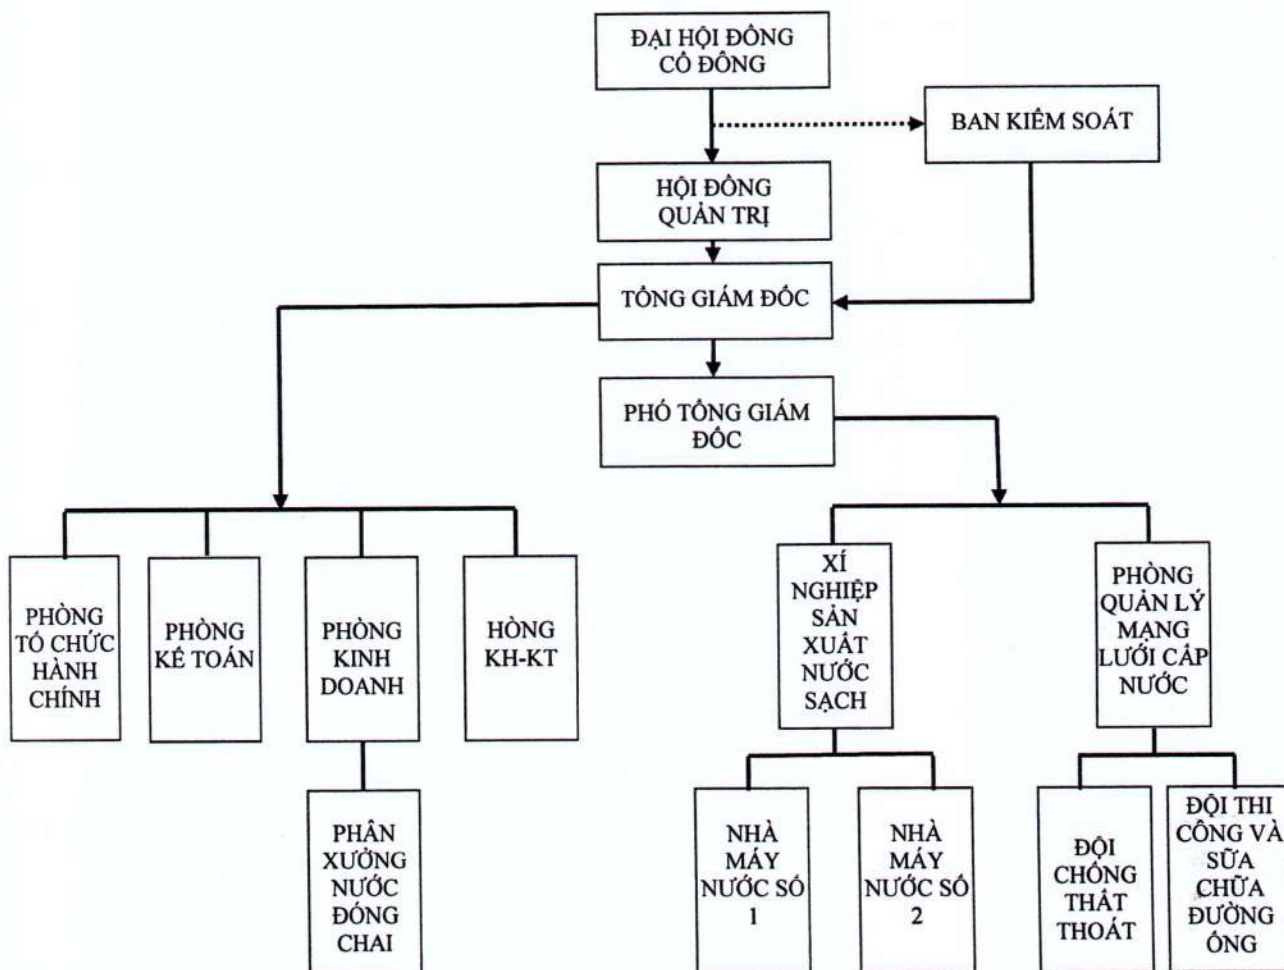 ĐẠI HỘI ĐỒNG
CỔ ĐÔNG
BAN KIỂM SOÁT
HỘI ĐỒNG
QUẢN TRỊ
TỔNG GIÁM ĐỐC
PHÓ TỔNG GIÁM
ĐỐC
PHÒNG
TỔ CHỨC
HÀNH
CHÍNH
PHÒNG
KẾ TOÁN
PHÒNG
KINH
DOANH
HÒNG
KH-KT
XÍ
NGHIỆP
SẢN
XUẤT
NƯỚC
SẠCH
PHÒNG
QUẢN LÝ
MẠNG
LƯỚI CẤP
NƯỚC
PHÂN
XƯỞNG
NƯỚC
ĐÓNG
CHAI
NHÀ
MÁY
NƯỚC SỐ
1
NHÀ
MÁY
NƯỚC SỐ
2
ĐỘI
CHỐNG
THẤT
THOÁT
ĐỘI THI
CÔNG VÀ
SỮA
CHỮA
ĐƯỜNG
ỐNG